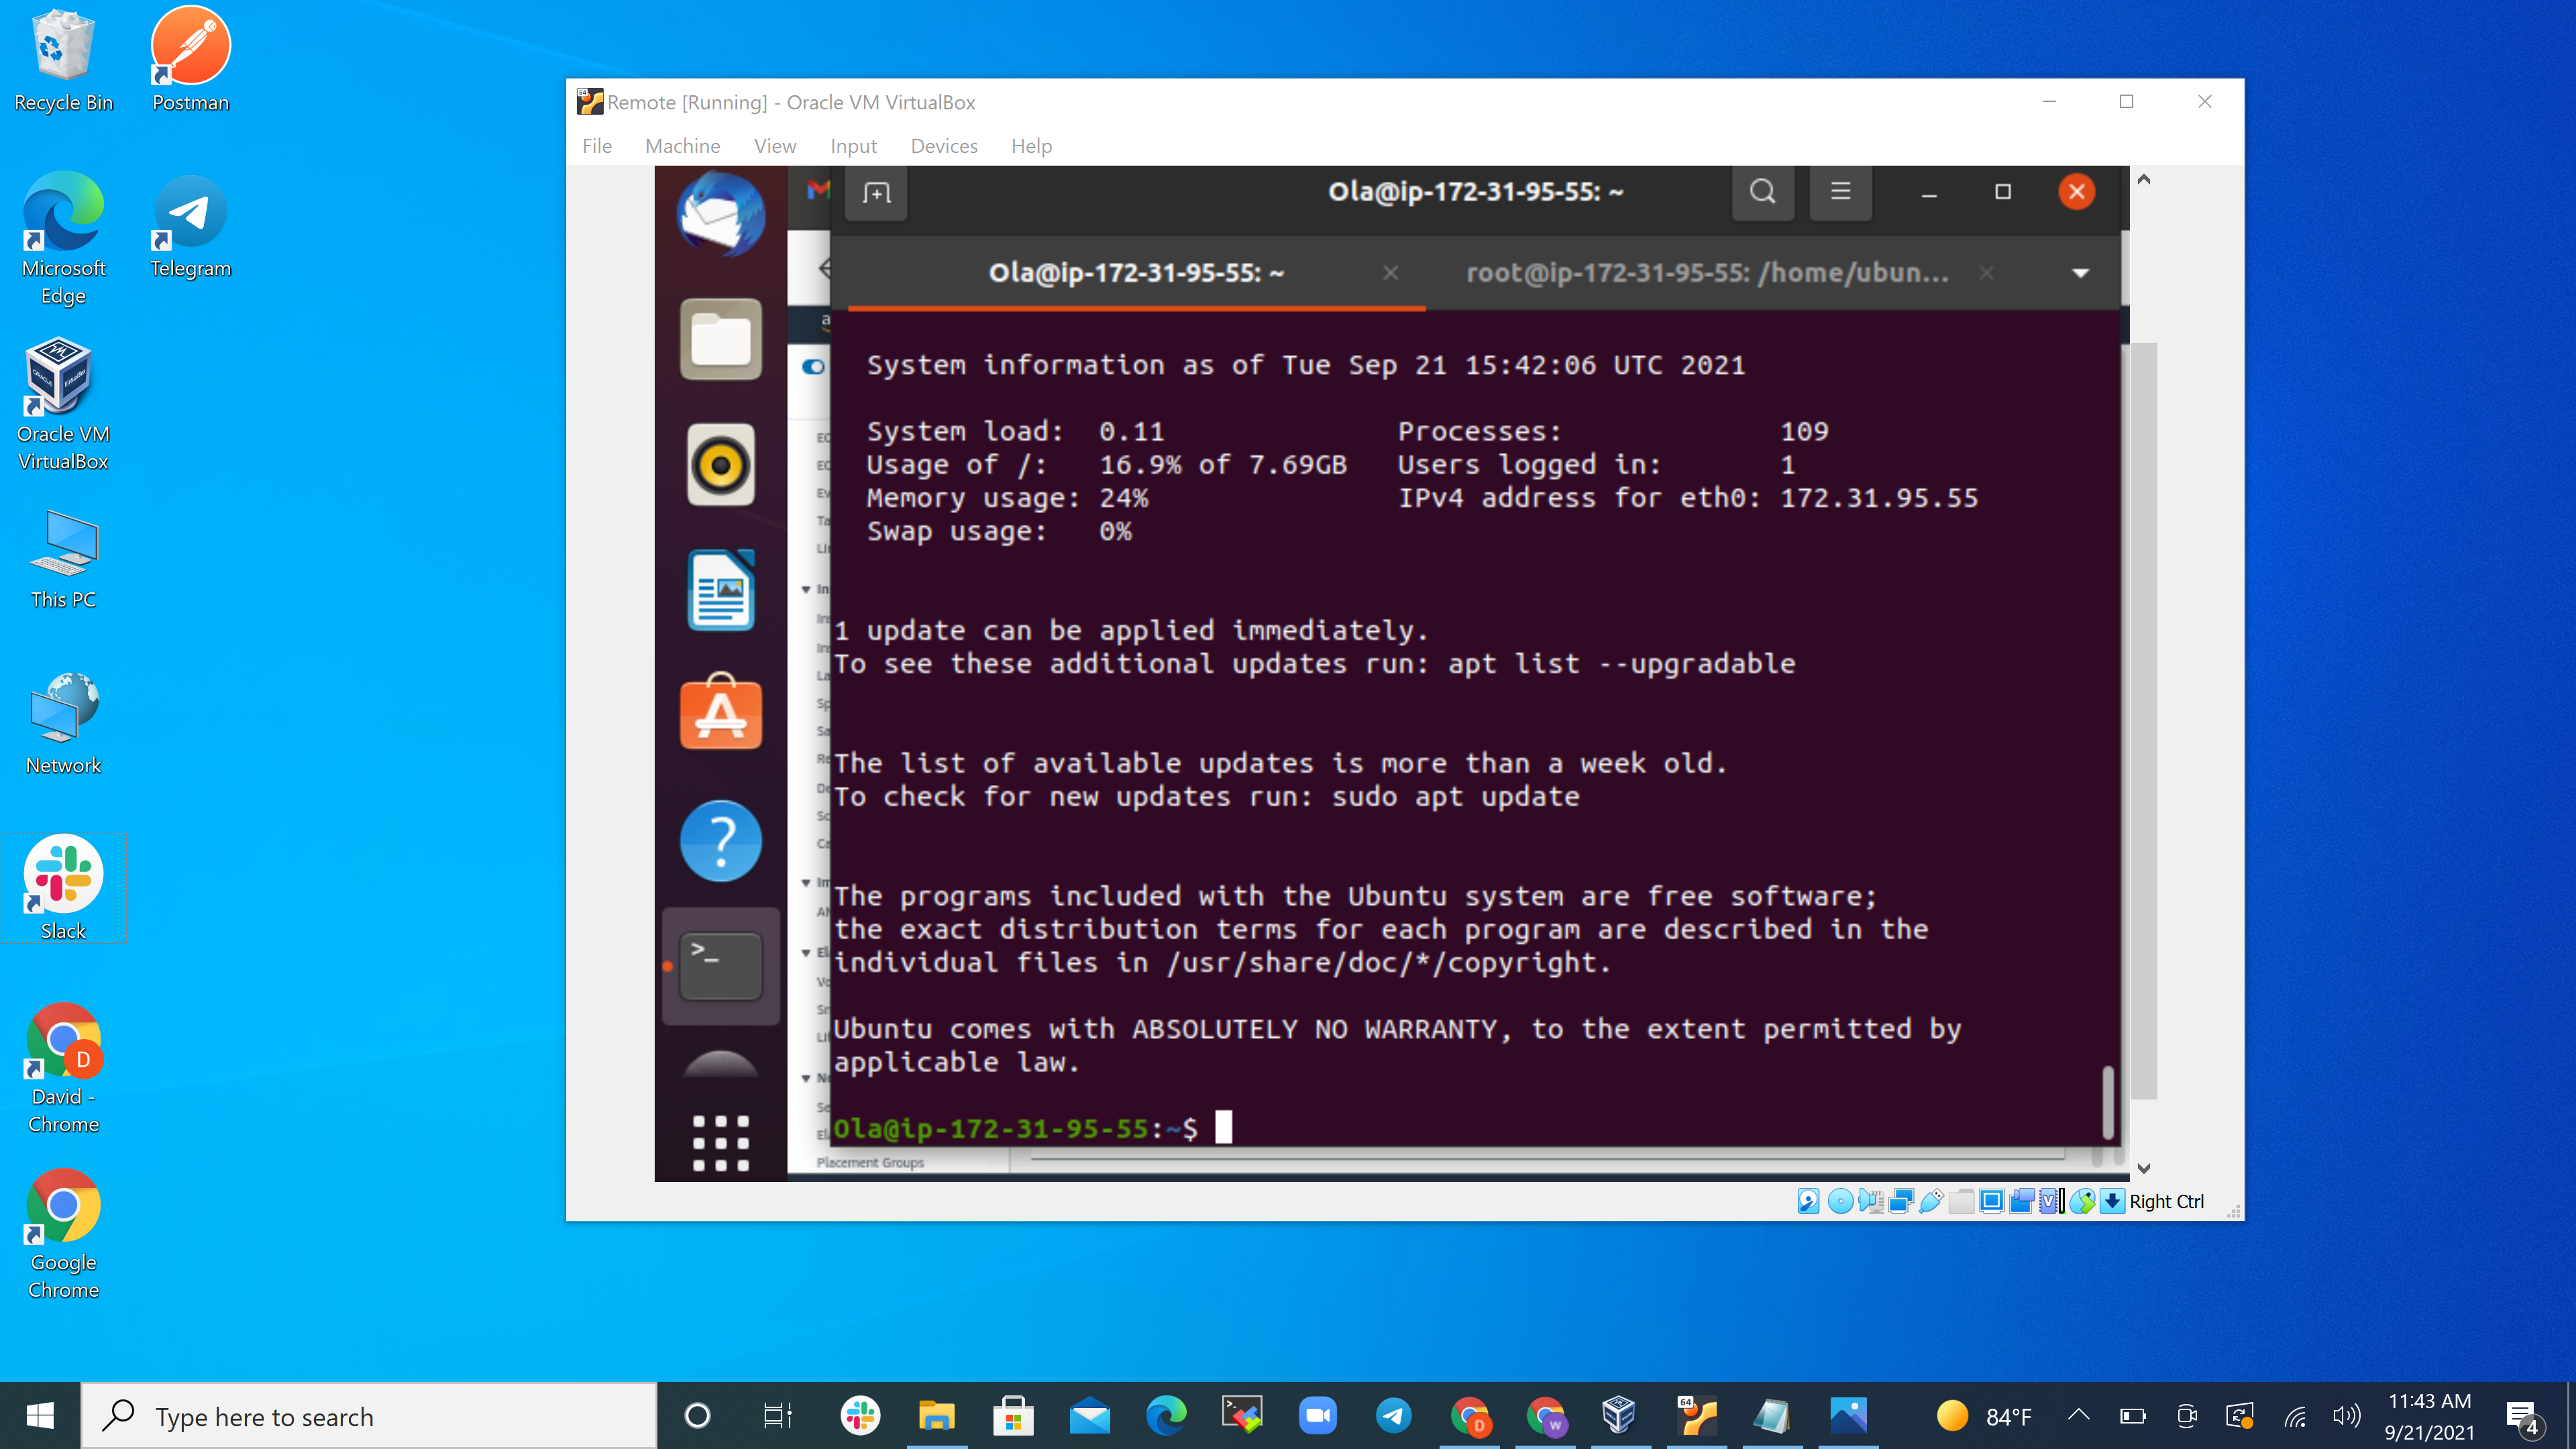 Recycle Bin
Postman
Microsoft
Edge
Telegram
Oracle VM
VirtualBox
This PC
Network
Slack
David -
Chrome
Google
Chrome
Remote [Running] - Oracle VM VirtualBox
File Machine View Input Devices Help
Ola@ip-172-31-95-55: ~
Ola@ip-172-31-95-55: ~
root@ip-172-31-95-55: /home/ubun...
System information as of Tue Sep 21 15:42:06 UTC 2021
System load: 0.11 Processes: 109
Usage of /: 16.9% of 7.69GB Users logged in: 1
Memory usage: 24% IPv4 address for eth0: 172.31.95.55
Swap usage: 0%
1 update can be applied immediately.
To see these additional updates run: apt list --upgradable
The list of available updates is more than a week old.
To check for new updates run: sudo apt update
The programs included with the Ubuntu system are free software;
the exact distribution terms for each program are described in the
individual files in /usr/share/doc/*/copyright.
Ubuntu comes with ABSOLUTELY NO WARRANTY, to the extent permitted by
applicable law.
Ola@ip-172-31-95-55:~$
Placement Groups
Right Ctrl
Type here to search
84°F
11:43 AM
9/21/2021
4